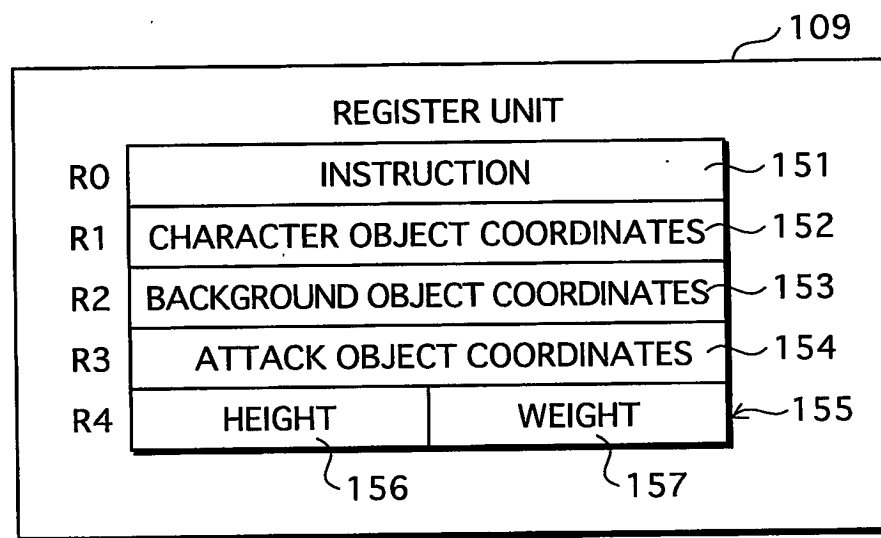 109
REGISTER UNIT
R0 INSTRUCTION 151
R1 CHARACTER OBJECT COORDINATES 152
R2 BACKGROUND OBJECT COORDINATES 153
R3 ATTACK OBJECT COORDINATES 154
R4 HEIGHT WEIGHT 155
156 157